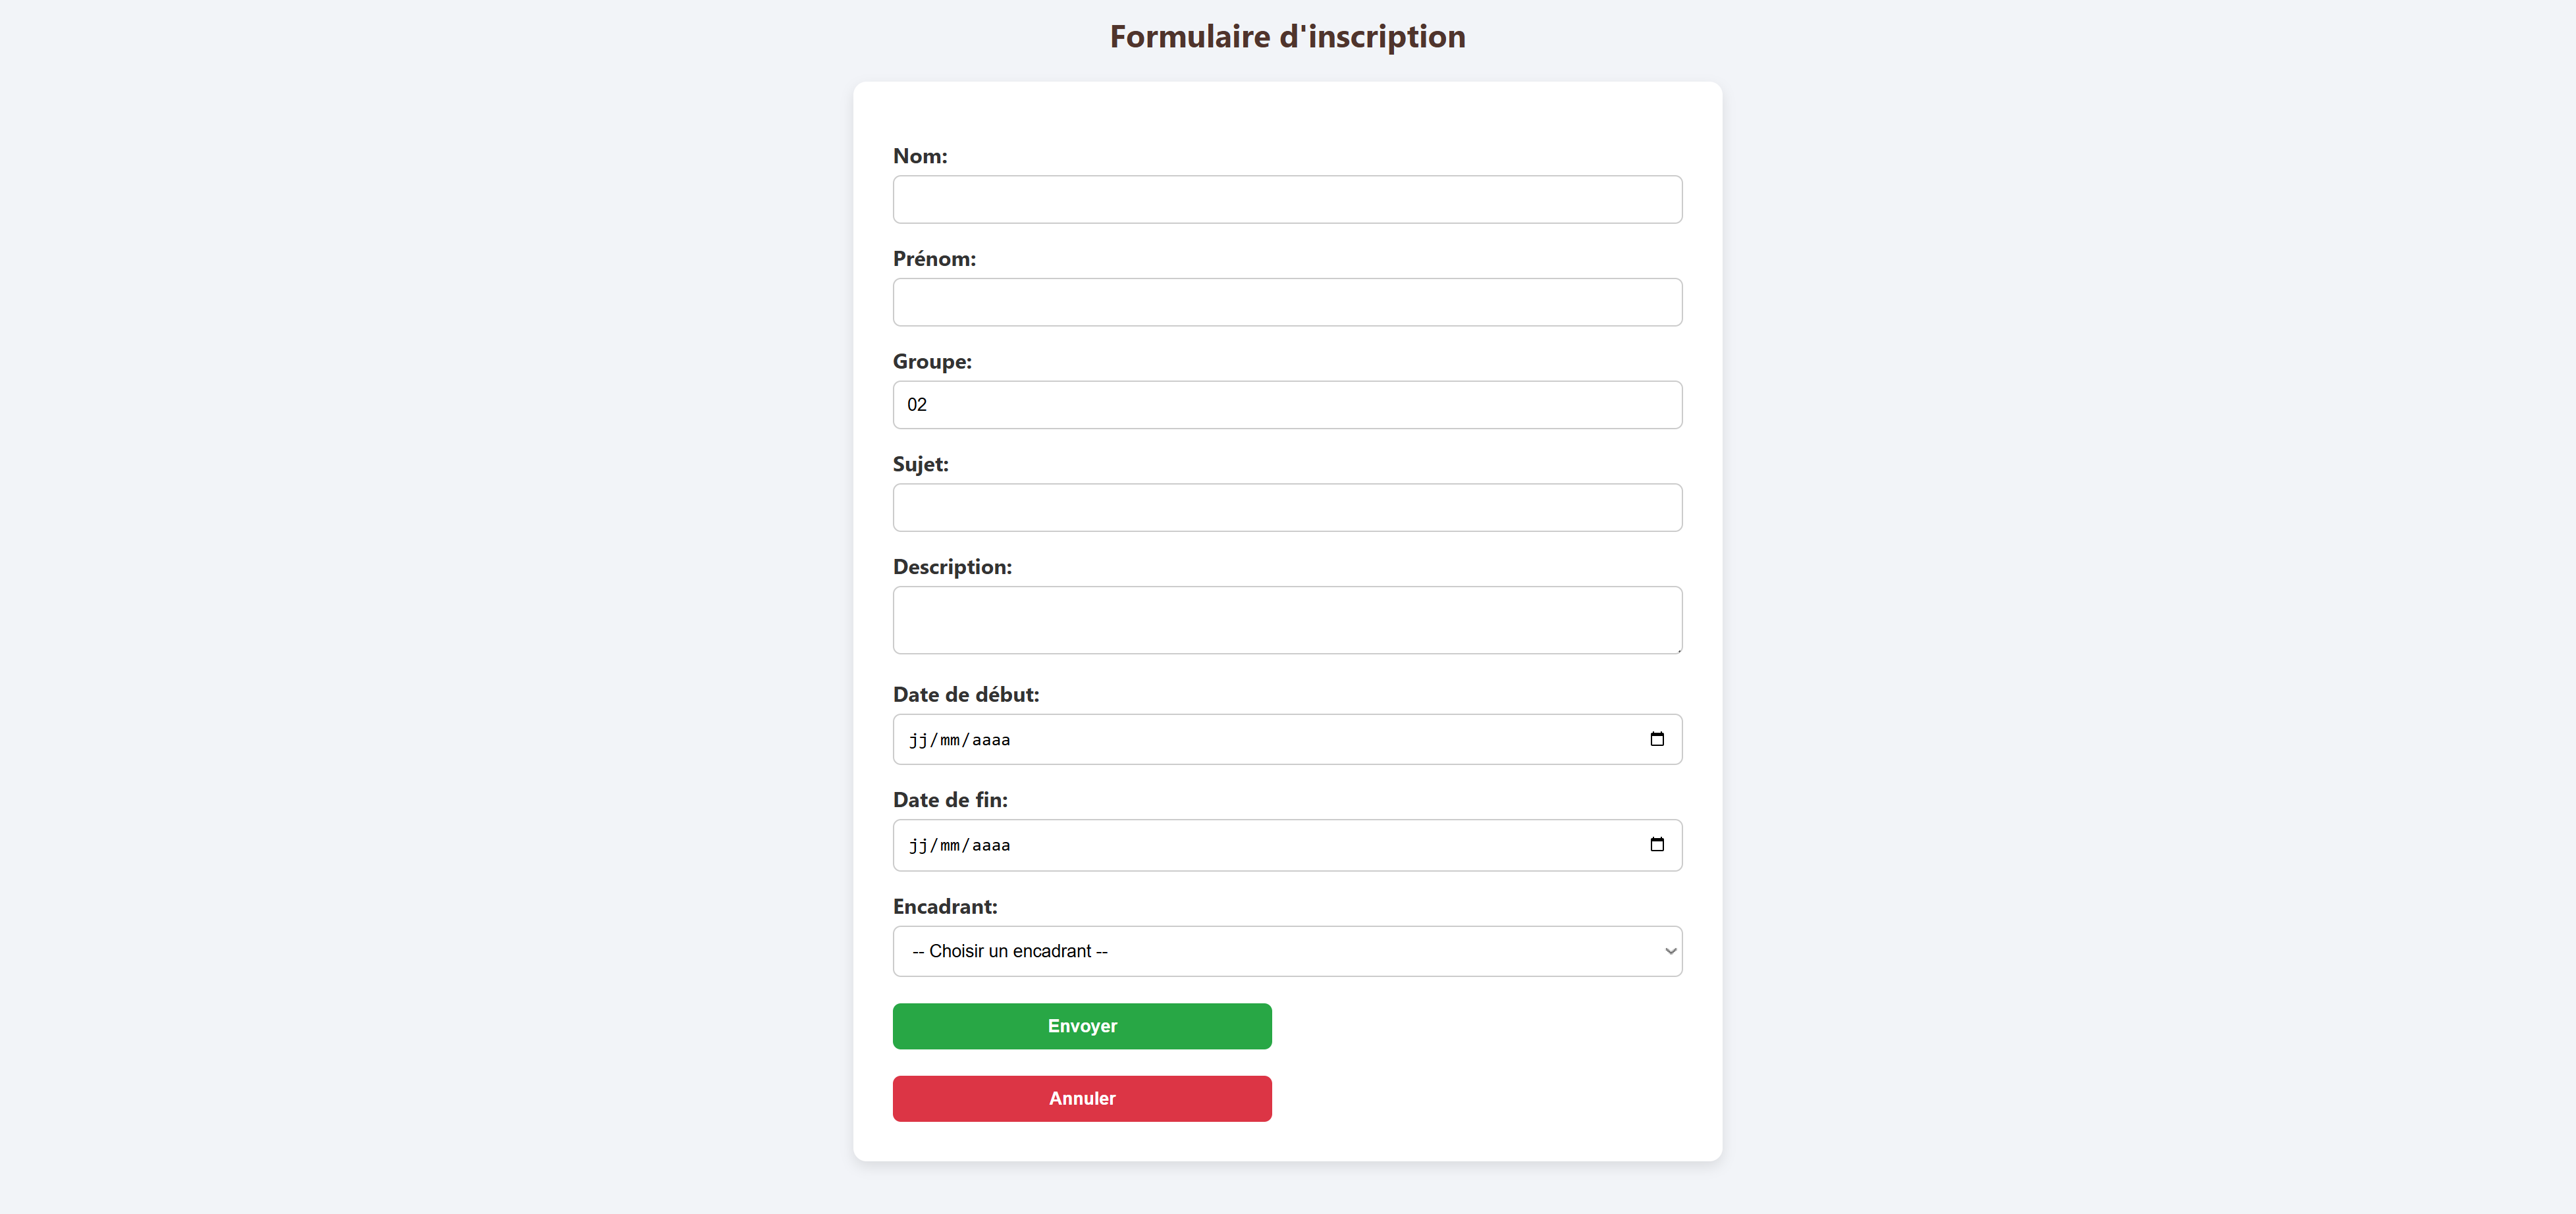 Formulaire d'inscription
Nom:
Prénom:
Groupe:
02
Sujet:
Description:
Date de début:
jj/mm/aaaa
Date de fin:
jj/mm/aaaa
Encadrant:
-- Choisir un encadrant --
Envoyer
Annuler